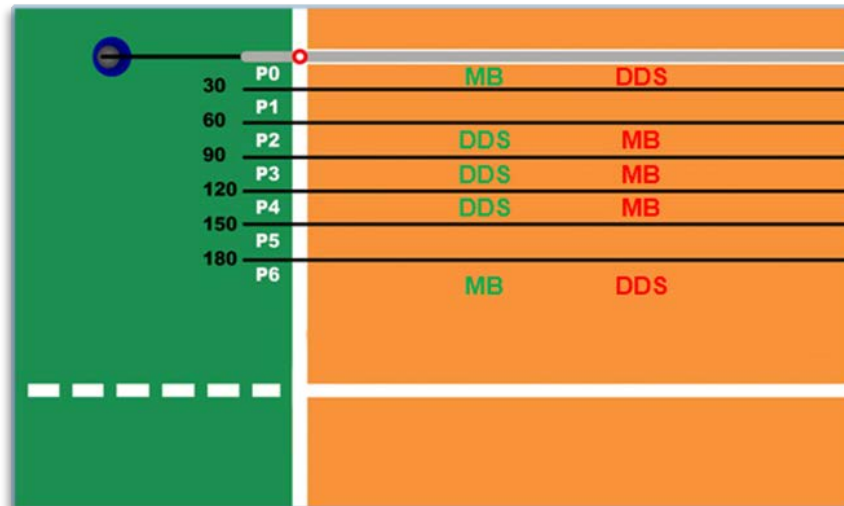 P0 MB DDS
30
P1
60
P2 DDS MB
90
P3 DDS MB
120
P4 DDS MB
150
P5
180
P6 MB DDS